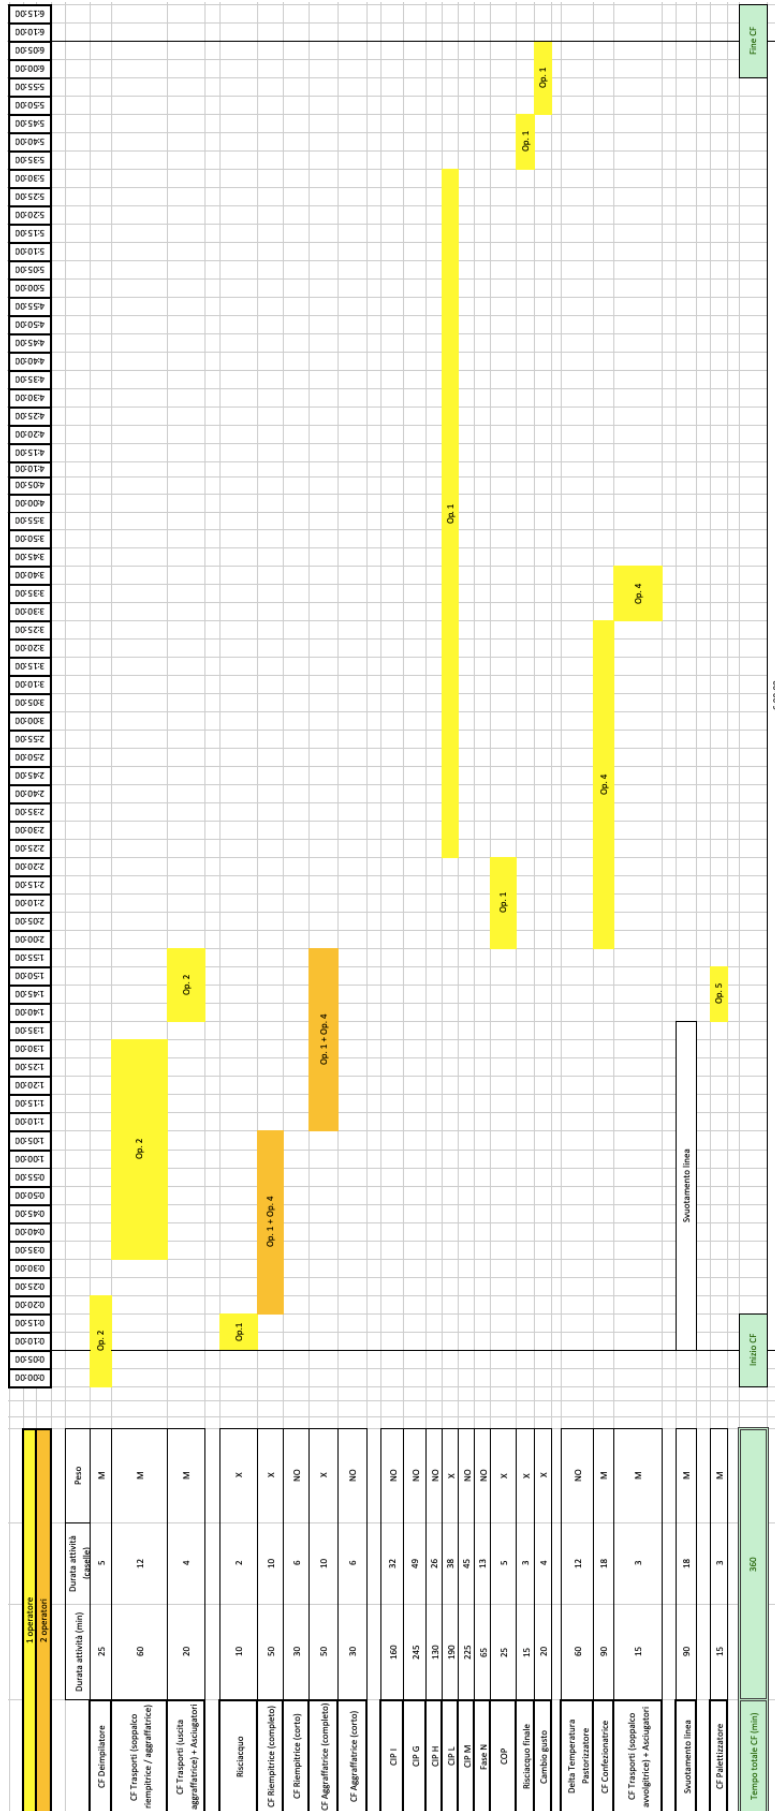 1 operatore
2 operatori
Durata attività (min)
Durata attività
(caselle)
Peso
0:00:00
0:05:00
0:10:00
0:15:00
0:20:00
0:25:00
0:30:00
0:35:00
0:40:00
0:45:00
0:50:00
0:55:00
1:00:00
1:05:00
1:10:00
1:15:00
1:20:00
1:25:00
1:30:00
1:35:00
1:40:00
1:45:00
1:50:00
1:55:00
2:00:00
2:05:00
2:10:00
2:15:00
2:20:00
2:25:00
2:30:00
2:35:00
2:40:00
2:45:00
2:50:00
2:55:00
3:00:00
3:05:00
3:10:00
3:15:00
3:20:00
3:25:00
3:30:00
3:35:00
3:40:00
3:45:00
3:50:00
3:55:00
4:00:00
4:05:00
4:10:00
4:15:00
4:20:00
4:25:00
4:30:00
4:35:00
4:40:00
4:45:00
4:50:00
4:55:00
5:00:00
5:05:00
5:10:00
5:15:00
5:20:00
5:25:00
5:30:00
5:35:00
5:40:00
5:45:00
5:50:00
5:55:00
6:00:00
6:05:00
6:10:00
6:15:00
CF Deimpilatore 25 5 M Op. 2
CF Trasporti (soppalco
riempitrice / aggraffatrice) 60 12 M Op. 2
CF Trasporti (uscita
aggraffatrice) + Asciugatori 20 4 M Op. 2
Risciacquo 10 2 X Op.1
CF Riempitrice (completo) 50 10 X Op. 1 + Op. 4
CF Riempitrice (corto) 30 6 NO
CF Aggraffatrice (completo) 50 10 X Op. 1 + Op. 4
CF Aggraffatrice (corto) 30 6 NO
CIP I 160 32 NO
CIP G 245 49 NO
CIP H 130 26 NO
CIP L 190 38 X Op. 1
CIP M 225 45 NO
Fase N 65 13 NO
COP 25 5 X Op. 1
Risciacquo finale 15 3 X Op. 1
Cambio gusto 20 4 X Op. 1
Delta Temperatura
Pastorizzatore 60 12 NO
CF Confezionatrice 90 18 M Op. 4
CF Trasporti (soppalco
avvolgitrice) + Asciugatori 15 3 M Op. 4
Svuotamento linea 90 18 M Svuotamento linea
CF Palettizzatore 15 3 M Op. 5
Tempo totale CF (min) 360 Inizio CF Fine CF